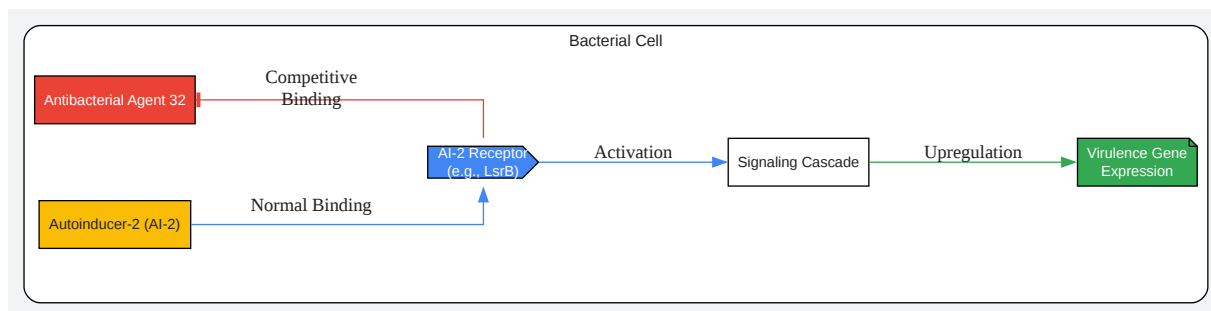 Bacterial Cell
Competitive
Binding
Antibacterial Agent 32
AI-2 Receptor
(e.g., LsrB)
Activation
Signaling Cascade
Upregulation
Virulence Gene
Expression
Normal Binding
Autoinducer-2 (AI-2)